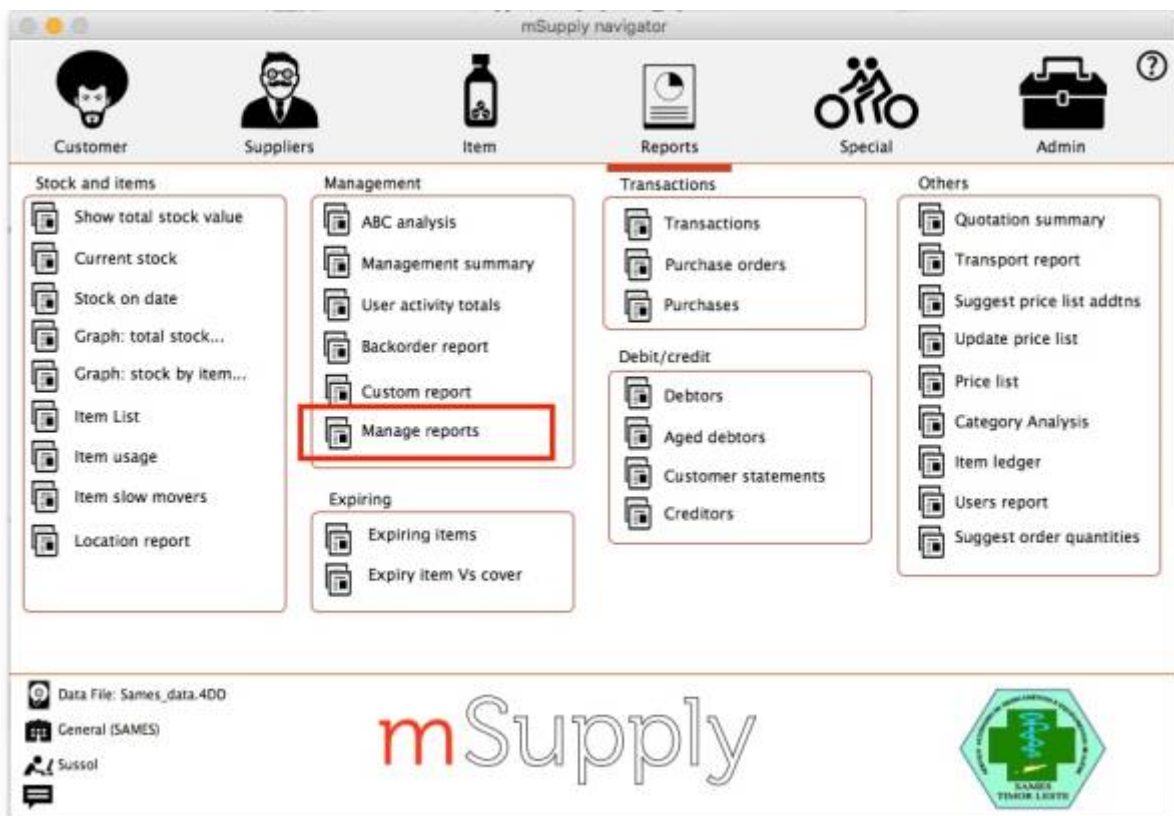 mSupply navigator
Customer
Suppliers
Item
Reports
Special
Admin
?
Stock and items
Show total stock value
Current stock
Stock on date
Graph: total stock...
Graph: stock by item...
Item List
Item usage
Item slow movers
Location report
Management
ABC analysis
Management summary
User activity totals
Backorder report
Custom report
Manage reports
Expiring
Expiring items
Expiry item Vs cover
Transactions
Transactions
Purchase orders
Purchases
Debit/credit
Debtors
Aged debtors
Customer statements
Creditors
Others
Quotation summary
Transport report
Suggest price list addtns
Update price list
Price list
Category Analysis
Item ledger
Users report
Suggest order quantities
Data File: Sames_data.4DD
General (SAMES)
Sussol
mSupply
SAMES
TIMOR LESTE